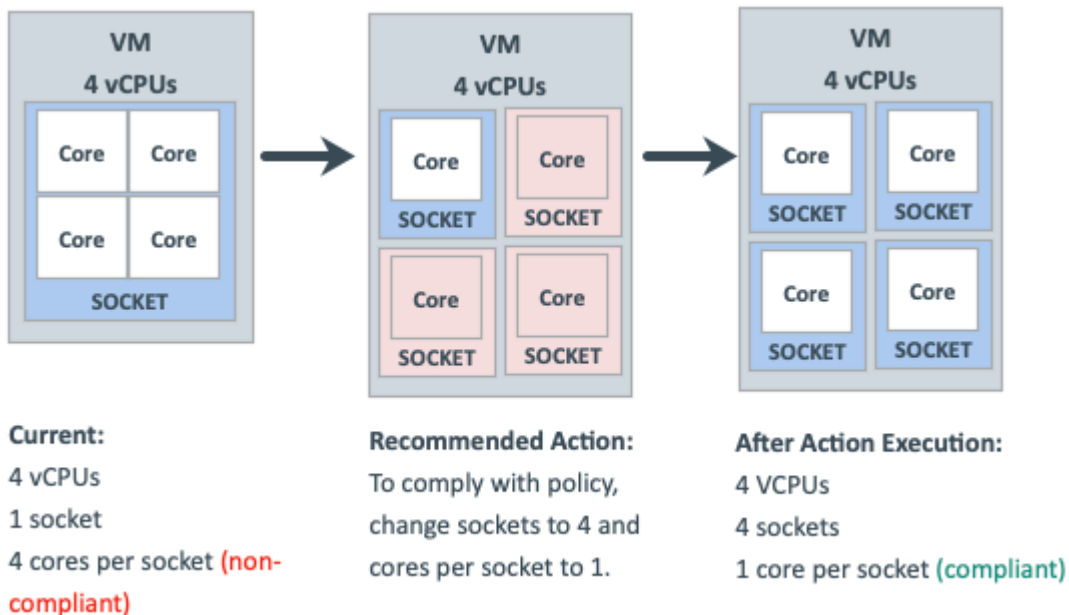 VM
4 vCPUs
Core Core
Core Core
SOCKET
VM
4 vCPUs
Core Core
SOCKET SOCKET
Core Core
SOCKET SOCKET
VM
4 vCPUs
Core Core
SOCKET SOCKET
Core Core
SOCKET SOCKET
Current:
4 vCPUs
1 socket
4 cores per socket (non-
compliant)
Recommended Action:
To comply with policy,
change sockets to 4 and
cores per socket to 1.
After Action Execution:
4 VCPUs
4 sockets
1 core per socket (compliant)